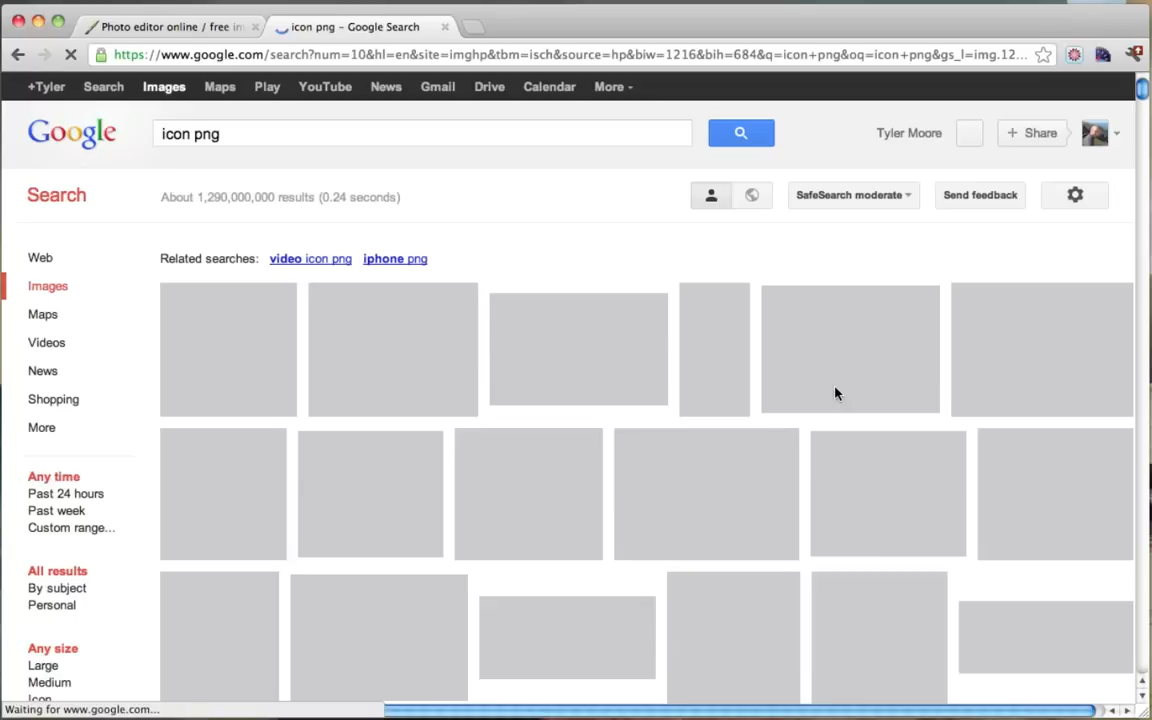 Photo editor online / free im
icon png - Google Search
https://www.google.com/search?num=10&hl=en&site=imghp&tbm=isch&source=hp&biw=1216&bih=684&q=icon+png&oq=icon+png&gs_l=img.12...
+Tyler Search Images Maps Play YouTube News Gmail Drive Calendar More
Google
icon png
Tyler Moore
+ Share
Search
About 1,290,000,000 results (0.24 seconds)
SafeSearch moderate
Send feedback
Web
Related searches: video icon png iphone png
Images
Maps
Videos
News
Shopping
More
Any time
Past 24 hours
Past week
Custom range...
All results
By subject
Personal
Any size
Large
Medium
Icon
Waiting for www.google.com...